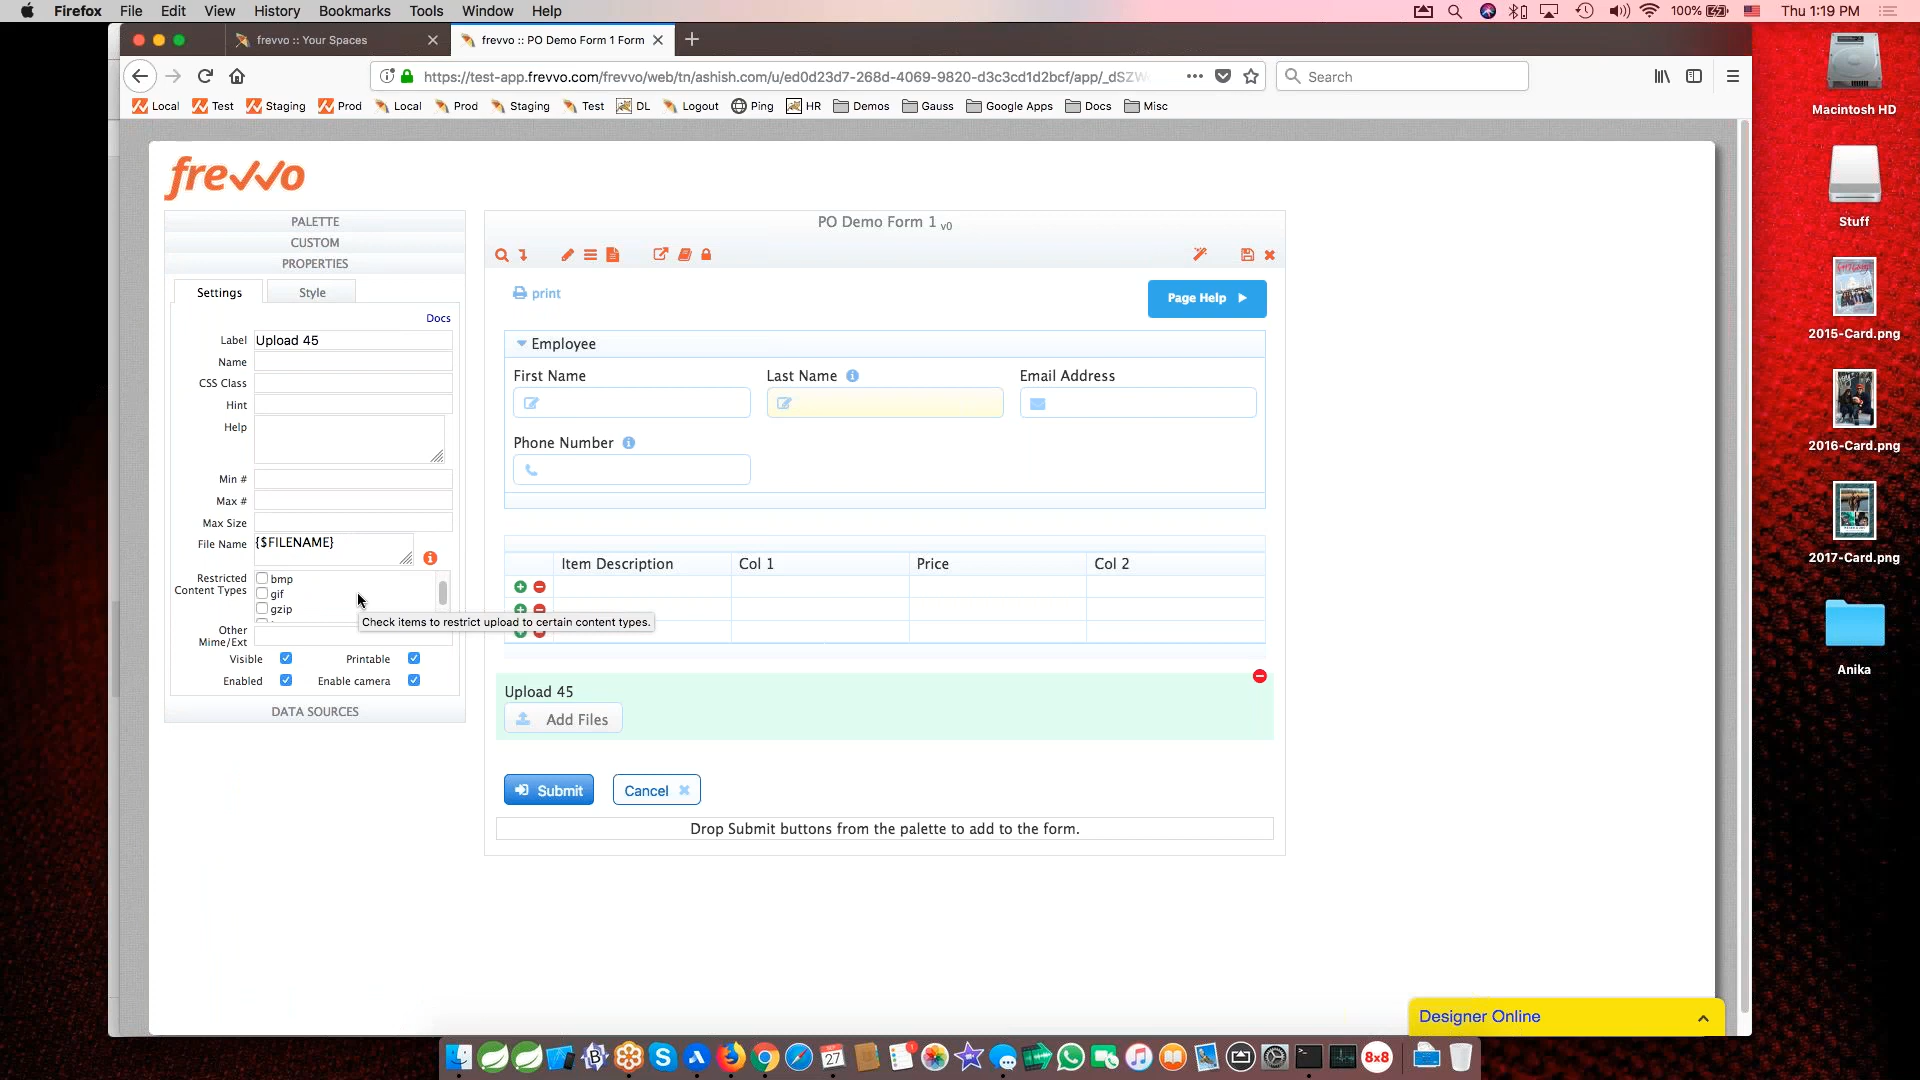 Firefox File Edit View History Bookmarks Tools Window Help
100% Thu 1:19 PM
frevvo :: Your Spaces
frevvo :: PO Demo Form 1 Form
https://test-app.frevvo.com/frevvo/web/tn/ashish.com/u/ed0d23d7-268d-4069-9820-d3c3cd1d2bcf/app/_dSZW
Search
Local Test Staging Prod Local Prod Staging Test DL Logout Ping HR Demos Gauss Google Apps Docs Misc
frevvo
PALETTE
CUSTOM
PROPERTIES
Settings Style
Docs
Label Upload 45
Name
CSS Class
Hint
Help
Min #
Max #
Max Size
File Name {$FILENAME}
Restricted Content Types
bmp
gif
gzip
Check items to restrict upload to certain content types.
Other Mime/Ext
Visible Printable
Enabled Enable camera
DATA SOURCES
PO Demo Form 1 v0
print
Page Help
Employee
First Name Last Name Email Address
Phone Number
Item Description Col 1 Price Col 2
Upload 45
Add Files
Submit Cancel
Drop Submit buttons from the palette to add to the form.
Designer Online
Macintosh HD
Stuff
2015-Card.png
2016-Card.png
2017-Card.png
Anika
27
8x8